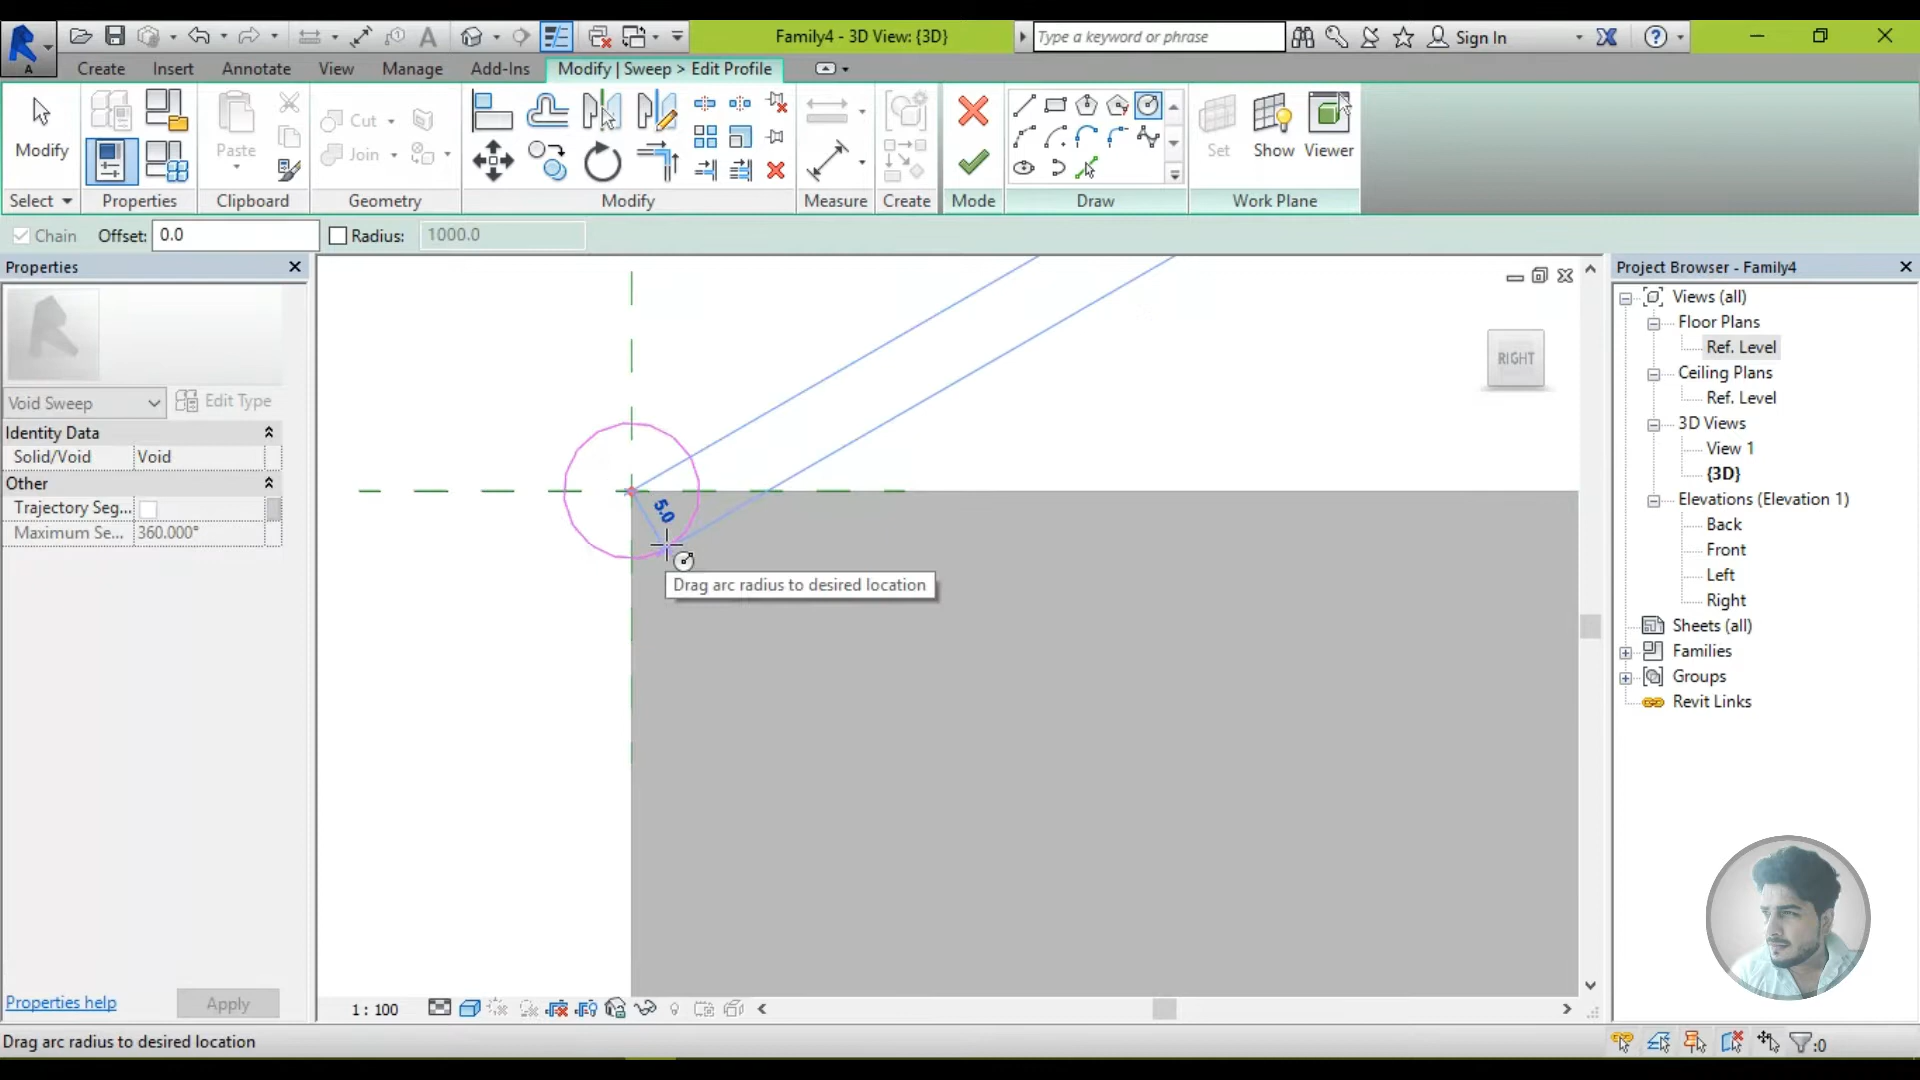 Family4 - 3D View: {3D}
Type a keyword or phrase
Sign In
Create
Insert
Annotate
View
Manage
Add-Ins
Modify | Sweep > Edit Profile
Modify
Paste
Cut
Join
Set
Show
Viewer
Select
Properties
Clipboard
Geometry
Modify
Measure
Create
Mode
Draw
Work Plane
Chain
Offset:
0.0
Radius:
1000.0
Properties
Void Sweep
Edit Type
Identity Data
Solid/Void
Void
Other
Trajectory Seg...
Maximum Se...
360.000°
Properties help
Apply
RIGHT
5.0
Drag arc radius to desired location
1 : 100
Project Browser - Family4
Views (all)
Floor Plans
Ref. Level
Ceiling Plans
Ref. Level
3D Views
View 1
{3D}
Elevations (Elevation 1)
Back
Front
Left
Right
Sheets (all)
Families
Groups
Revit Links
Drag arc radius to desired location
:0